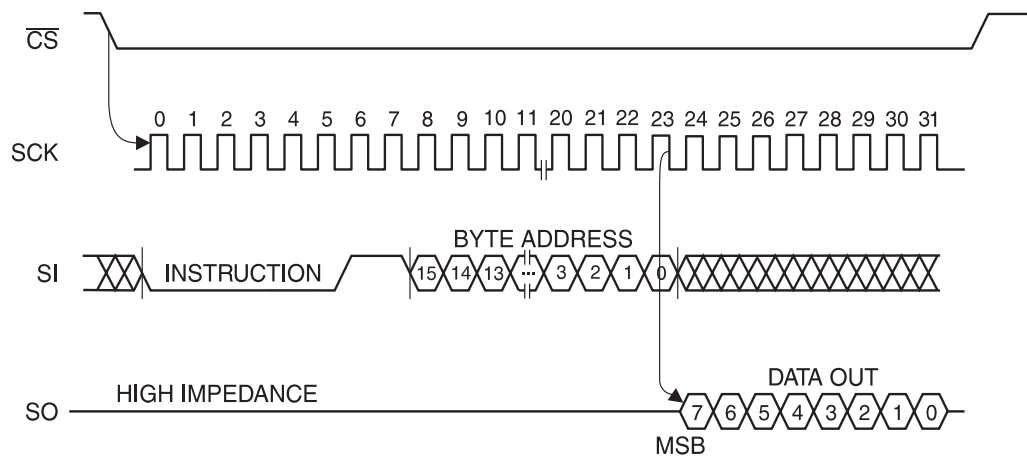 CS
0 1 2 3 4 5 6 7 8 9 10 11 20 21 22 23 24 25 26 27 28 29 30 31
SCK
BYTE ADDRESS
SI INSTRUCTION 15 14 13 ... 3 2 1 0
HIGH IMPEDANCE DATA OUT
SO 7 6 5 4 3 2 1 0
MSB